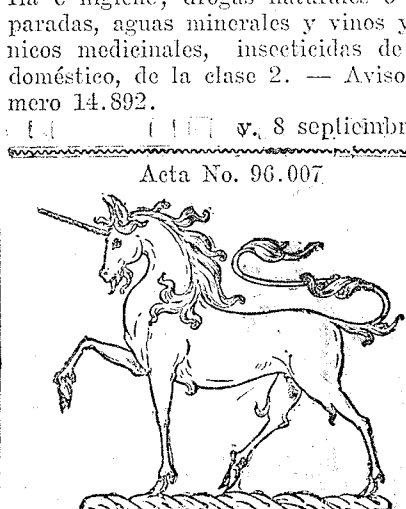 e higiene, drogas naturales o
paradas, aguas minerales y vinos y
nicos medicinales, insecticidas de
doméstico, de la clase 2. — Aviso
mero 14.892.
v. 8 septiembr
Acta No. 96.007